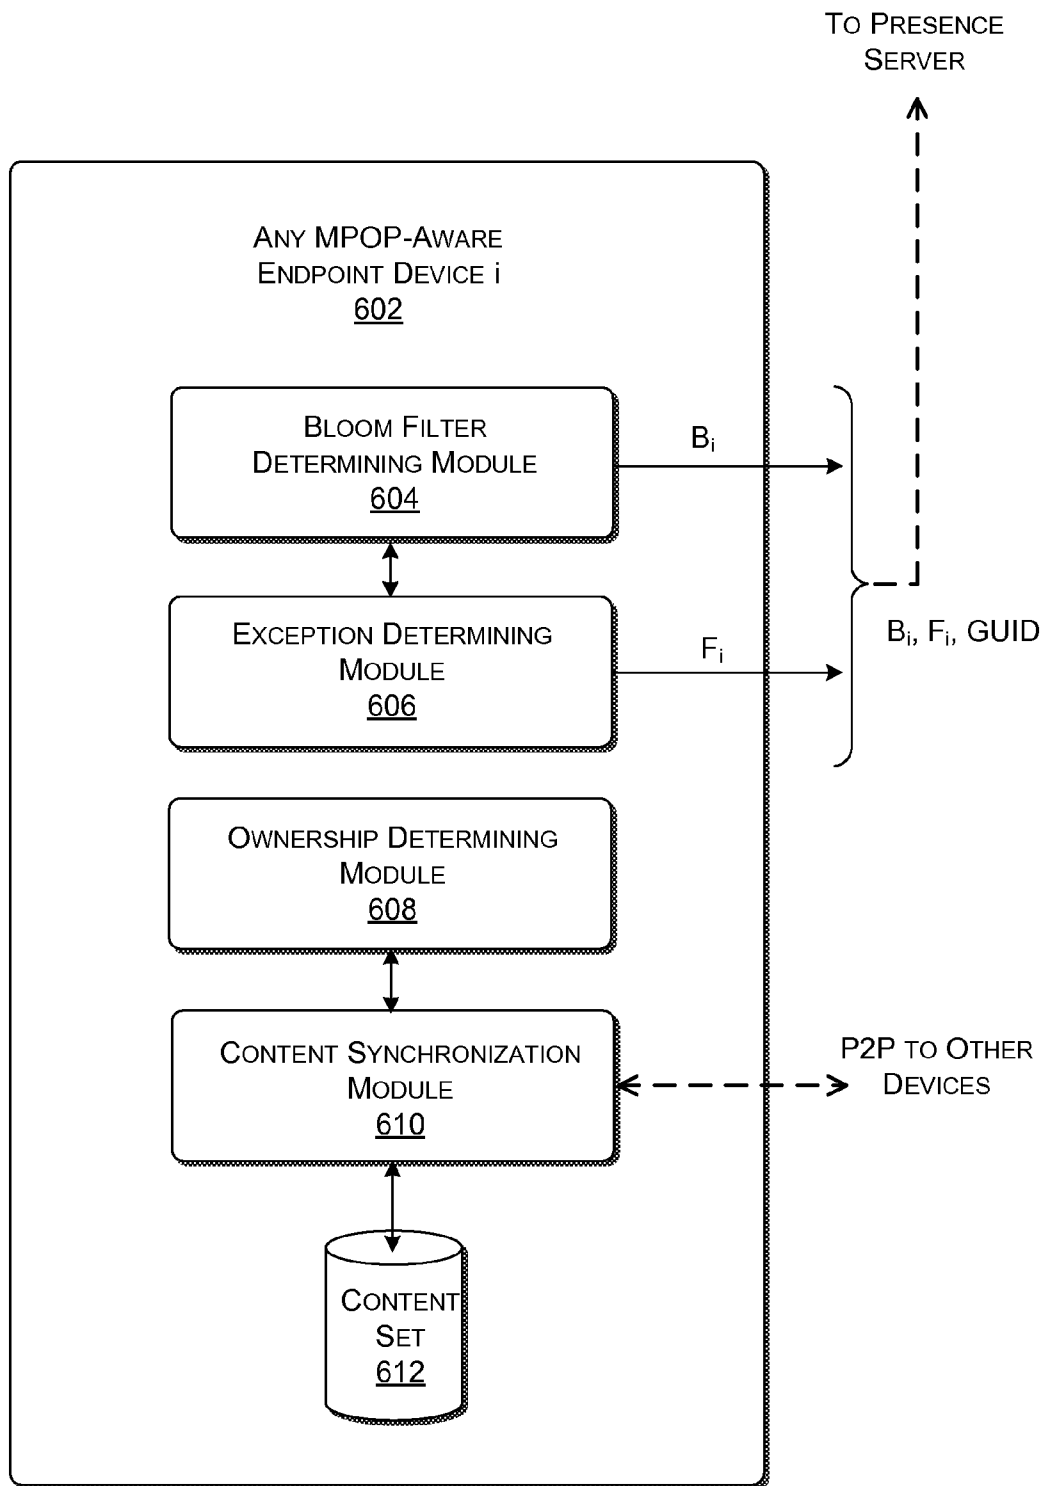 TO PRESENCE
SERVER
ANY MPOP-AWARE
ENDPOINT DEVICE i
602
BLOOM FILTER
DETERMINING MODULE
604
Bᵢ
EXCEPTION DETERMINING
MODULE
606
Fᵢ
Bᵢ, Fᵢ, GUID
OWNERSHIP DETERMINING
MODULE
608
CONTENT SYNCHRONIZATION
MODULE
610
P2P TO OTHER
DEVICES
CONTENT
SET
612